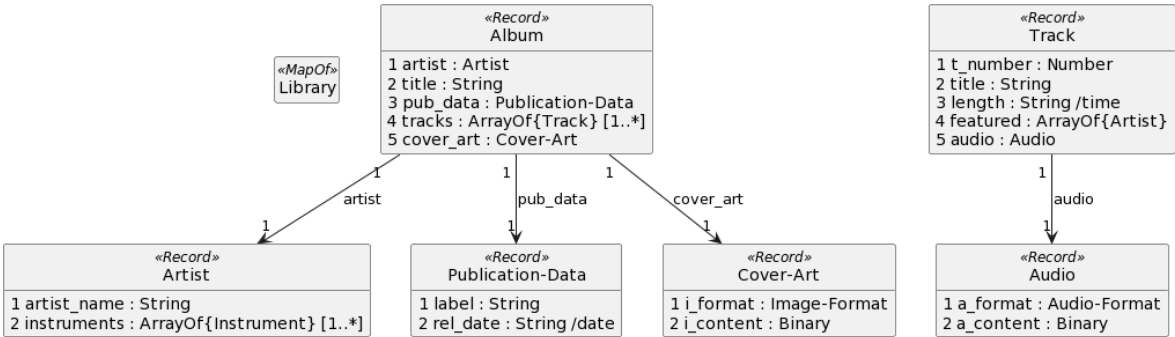 «MapOf»
Library
«Record»
Album
1 artist : Artist
2 title : String
3 pub_data : Publication-Data
4 tracks : ArrayOf{Track} [1..*]
5 cover_art : Cover-Art
«Record»
Track
1 t_number : Number
2 title : String
3 length : String /time
4 featured : ArrayOf{Artist}
5 audio : Audio
1
artist
1
1
pub_data
1
1
cover_art
1
1
audio
1
«Record»
Artist
1 artist_name : String
2 instruments : ArrayOf{Instrument} [1..*]
«Record»
Publication-Data
1 label : String
2 rel_date : String /date
«Record»
Cover-Art
1 i_format : Image-Format
2 i_content : Binary
«Record»
Audio
1 a_format : Audio-Format
2 a_content : Binary